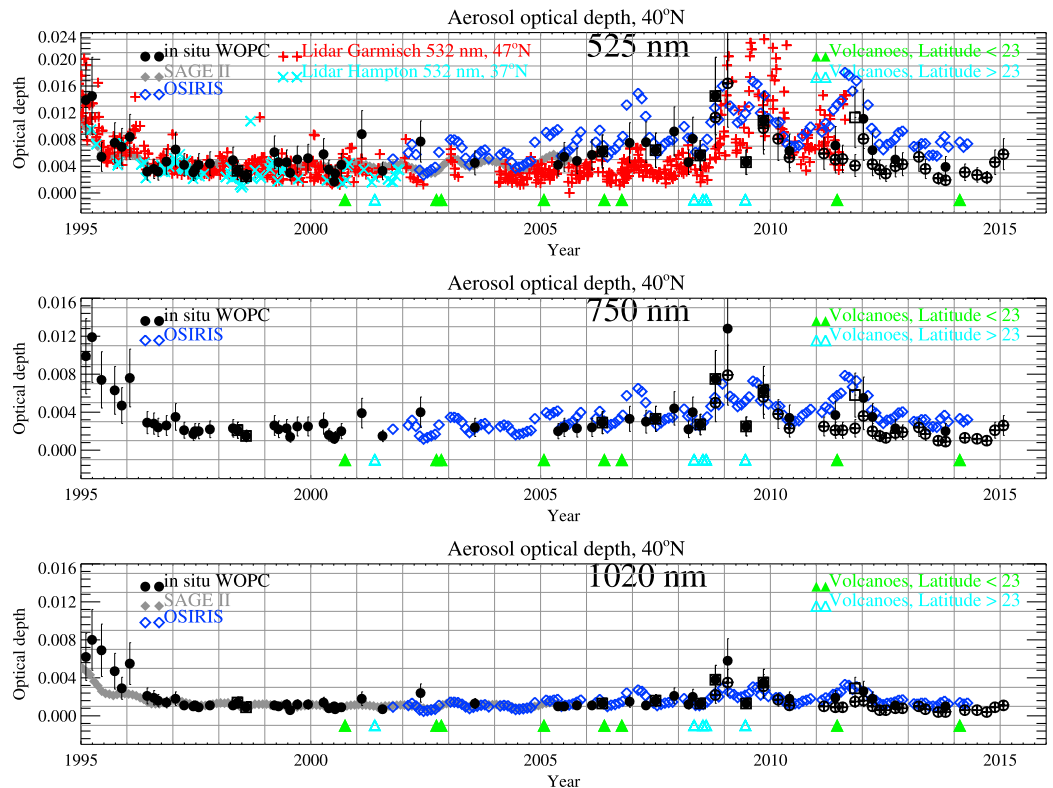 Aerosol optical depth, 40°N
525 nm
in situ WOPC
Lidar Garmisch 532 nm, 47°N
Volcanoes, Latitude < 23
SAGE II
Lidar Hampton 532 nm, 37°N
Volcanoes, Latitude > 23
OSIRIS
Optical depth
0.024
0.020
0.016
0.012
0.008
0.004
0.000
1995 2000 2005 2010 2015
Year
Aerosol optical depth, 40°N
750 nm
in situ WOPC
Volcanoes, Latitude < 23
OSIRIS
Volcanoes, Latitude > 23
Optical depth
0.016
0.012
0.008
0.004
0.000
1995 2000 2005 2010 2015
Year
Aerosol optical depth, 40°N
1020 nm
in situ WOPC
Volcanoes, Latitude < 23
SAGE II
Volcanoes, Latitude > 23
OSIRIS
Optical depth
0.016
0.012
0.008
0.004
0.000
1995 2000 2005 2010 2015
Year